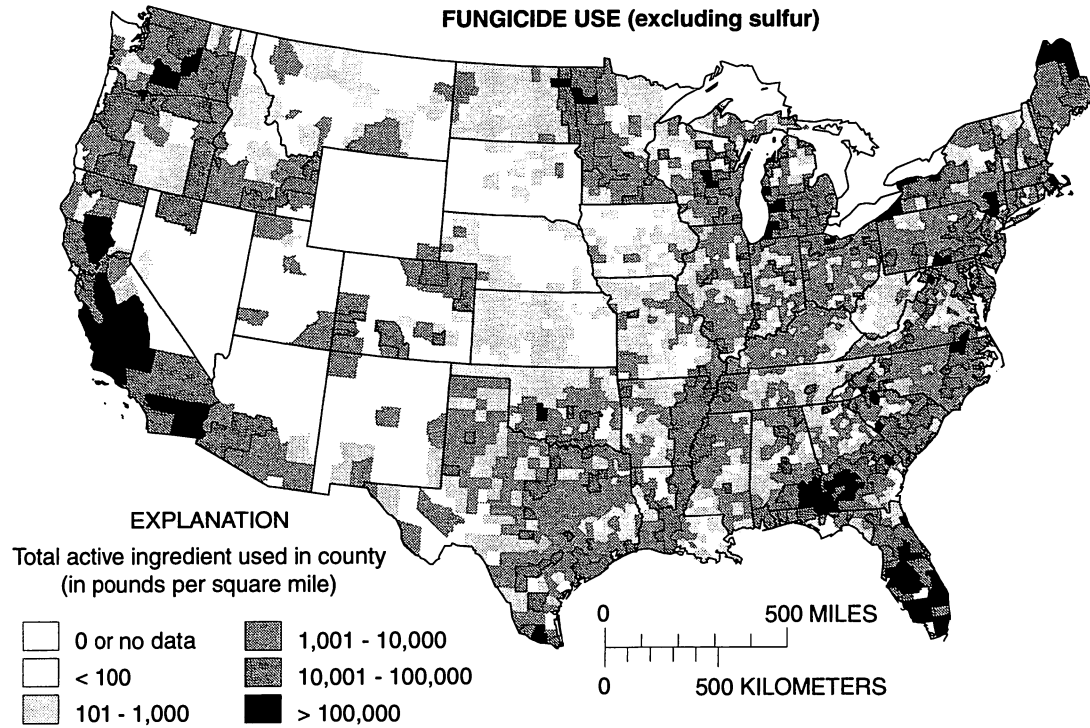 FUNGICIDE USE (excluding sulfur)
EXPLANATION
Total active ingredient used in county
(in pounds per square mile)
0 or no data
< 100
101 - 1,000
1,001 - 10,000
10,001 - 100,000
> 100,000
0 500 MILES
0 500 KILOMETERS